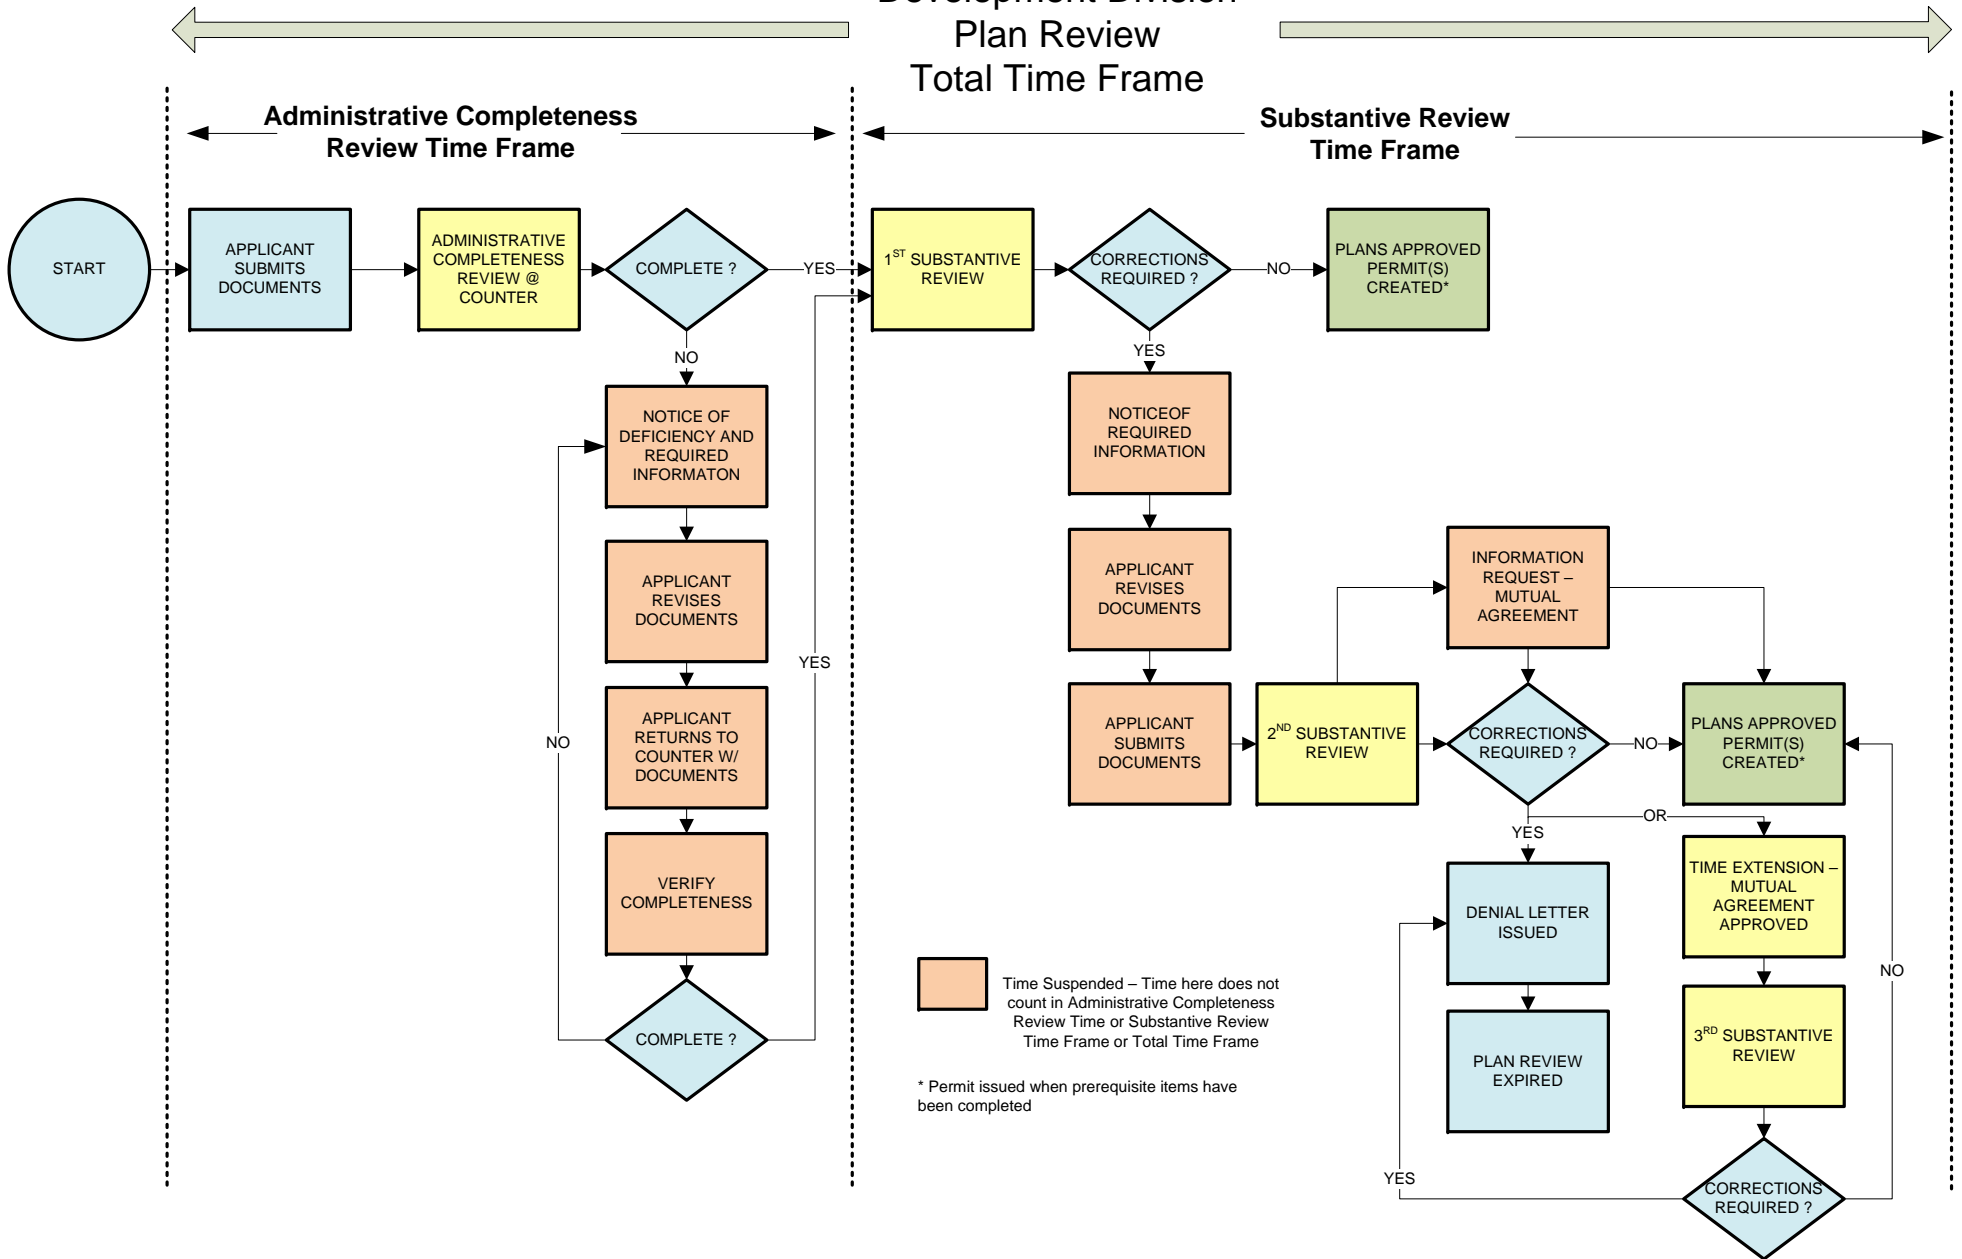 Development Division
Plan Review
Total Time Frame
Administrative Completeness
Review Time Frame
Substantive Review
Time Frame
START
APPLICANT
SUBMITS
DOCUMENTS
ADMINISTRATIVE
COMPLETENESS
REVIEW @
COUNTER
COMPLETE ?
YES
1ST SUBSTANTIVE
REVIEW
CORRECTIONS
REQUIRED ?
NO
PLANS APPROVED
PERMIT(S)
CREATED*
NO
YES
NOTICE OF
DEFICIENCY AND
REQUIRED
INFORMATON
NOTICEOF
REQUIRED
INFORMATION
APPLICANT
REVISES
DOCUMENTS
APPLICANT
REVISES
DOCUMENTS
INFORMATION
REQUEST –
MUTUAL
AGREEMENT
YES
APPLICANT
RETURNS TO
COUNTER W/
DOCUMENTS
NO
APPLICANT
SUBMITS
DOCUMENTS
2ND SUBSTANTIVE
REVIEW
CORRECTIONS
REQUIRED ?
NO
PLANS APPROVED
PERMIT(S)
CREATED*
YES
OR
VERIFY
COMPLETENESS
DENIAL LETTER
ISSUED
TIME EXTENSION –
MUTUAL
AGREEMENT
APPROVED
NO
Time Suspended – Time here does not
count in Administrative Completeness
Review Time or Substantive Review
Time Frame or Total Time Frame
COMPLETE ?
PLAN REVIEW
EXPIRED
3RD SUBSTANTIVE
REVIEW
* Permit issued when prerequisite items have
been completed
YES
CORRECTIONS
REQUIRED ?